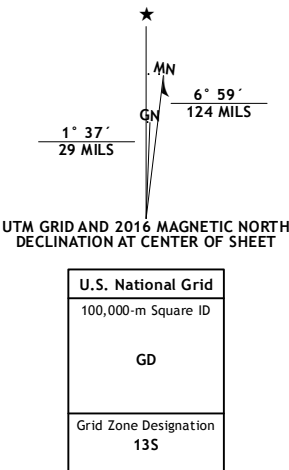 ★
MN
GN
6° 59´
124 MILS
1° 37´
29 MILS
UTM GRID AND 2016 MAGNETIC NORTH
DECLINATION AT CENTER OF SHEET
U.S. National Grid
100,000-m Square ID
GD
Grid Zone Designation
13S